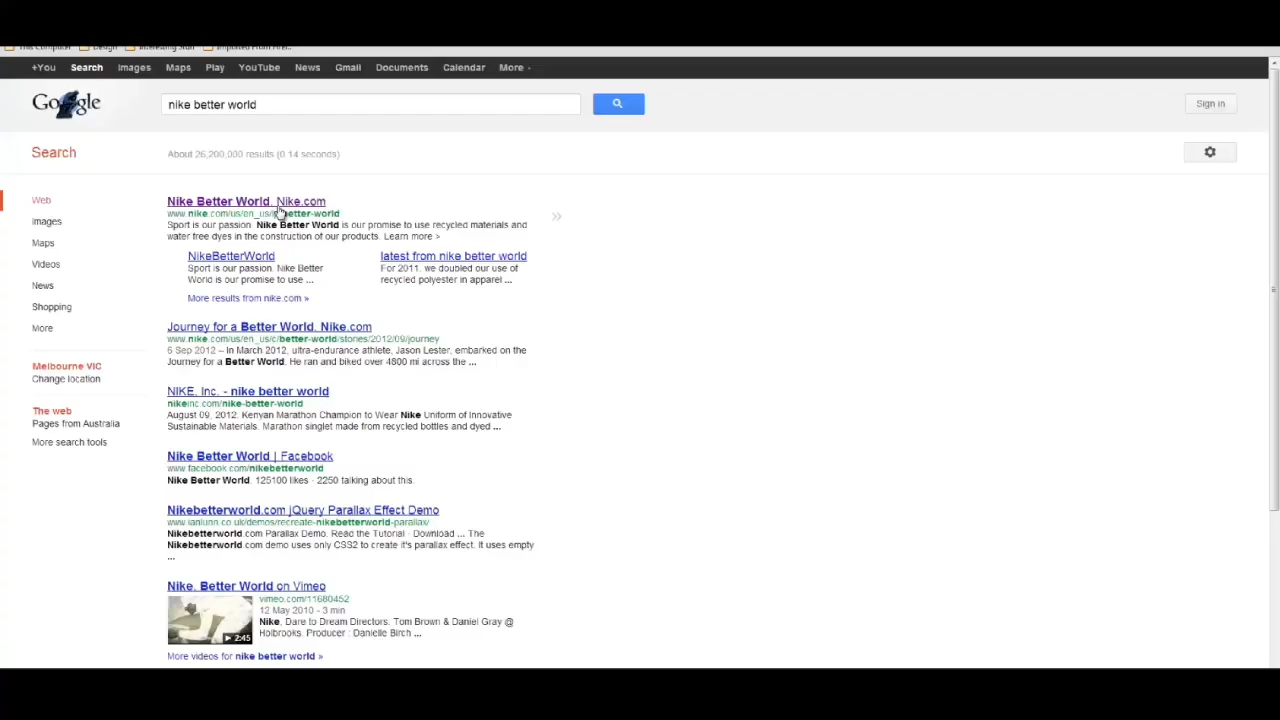 This Computer Design Interesting Stuff Imported From Firef..
+You Search Images Maps Play YouTube News Gmail Documents Calendar More
Google
nike better world
Sign in
Search
About 26,200,000 results (0.14 seconds)
Web
Images
Maps
Videos
News
Shopping
More
Melbourne VIC
Change location
The web
Pages from Australia
More search tools
Nike Better World. Nike.com
www.nike.com/us/en_us/c/better-world
Sport is our passion. Nike Better World is our promise to use recycled materials and
water free dyes in the construction of our products. Learn more >
NikeBetterWorld
Sport is our passion. Nike Better
World is our promise to use ...
latest from nike better world
For 2011, we doubled our use of
recycled polyester in apparel ...
More results from nike.com »
Journey for a Better World. Nike.com
www.nike.com/us/en_us/c/better-world/stories/2012/09/journey
6 Sep 2012 – In March 2012, ultra-endurance athlete, Jason Lester, embarked on the
Journey for a Better World. He ran and biked over 4800 mi across the ...
NIKE, Inc. - nike better world
nikeinc.com/nike-better-world
August 09, 2012. Kenyan Marathon Champion to Wear Nike Uniform of Innovative
Sustainable Materials. Marathon singlet made from recycled bottles and dyed ...
Nike Better World | Facebook
www.facebook.com/nikebetterworld
Nike Better World. 125100 likes · 2250 talking about this.
Nikebetterworld.com jQuery Parallax Effect Demo
www.ianlunn.co.uk/demos/recreate-nikebetterworld-parallax/
Nikebetterworld.com Parallax Demo. Read the Tutorial · Download ... The
Nikebetterworld.com demo uses only CSS2 to create it's parallax effect. It uses empty
...
Nike. Better World on Vimeo
vimeo.com/11680452
12 May 2010 - 3 min
Nike, Dare to Dream Directors: Tom Brown & Daniel Gray @
Holbrooks. Producer : Danielle Birch ...
2:45
More videos for nike better world »